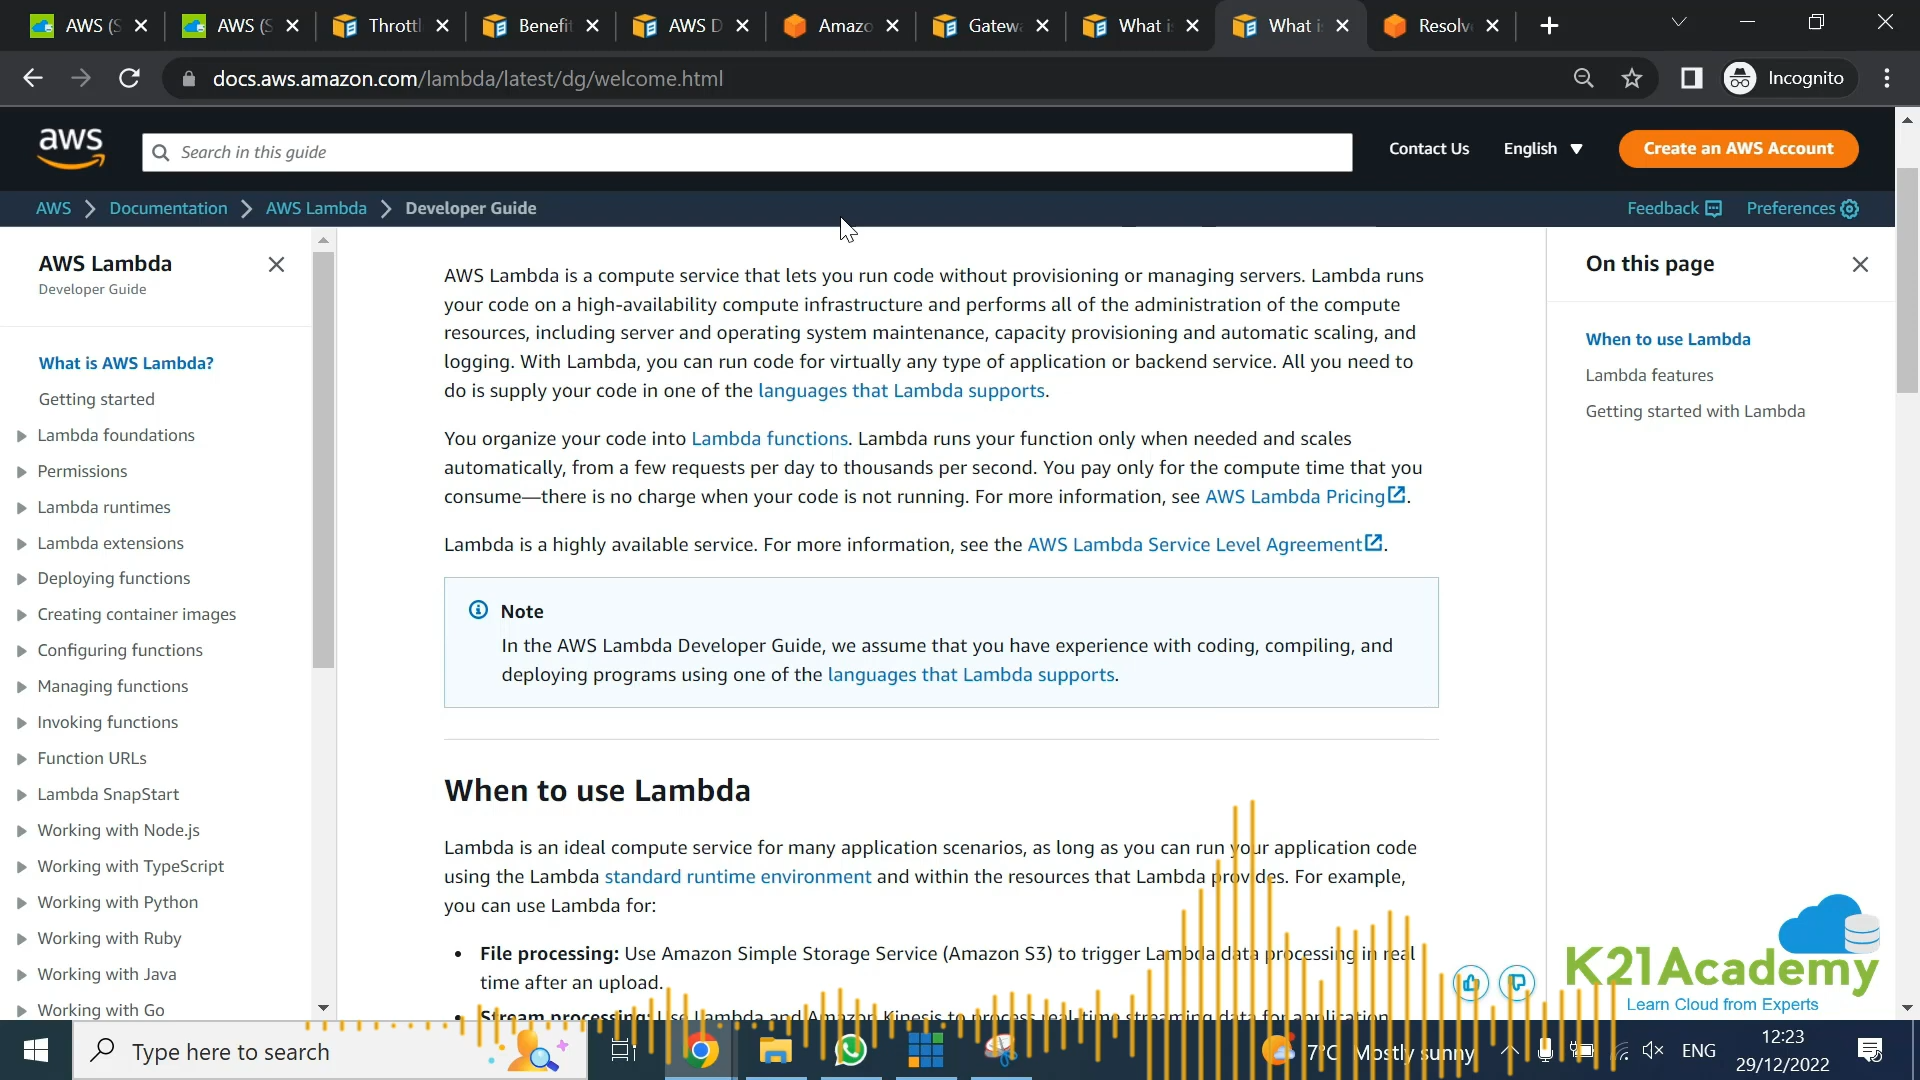 AWS (S
AWS (S
Throttl
Benefit
AWS D
Amazo
Gatew
What i
What i
Resolv
docs.aws.amazon.com/lambda/latest/dg/welcome.html
Incognito
aws
Search in this guide
Contact Us
English
Create an AWS Account
AWS > Documentation > AWS Lambda > Developer Guide
Feedback
Preferences
AWS Lambda
Developer Guide
What is AWS Lambda?
Getting started
Lambda foundations
Permissions
Lambda runtimes
Lambda extensions
Deploying functions
Creating container images
Configuring functions
Managing functions
Invoking functions
Function URLs
Lambda SnapStart
Working with Node.js
Working with TypeScript
Working with Python
Working with Ruby
Working with Java
Working with Go
AWS Lambda is a compute service that lets you run code without provisioning or managing servers. Lambda runs
your code on a high-availability compute infrastructure and performs all of the administration of the compute
resources, including server and operating system maintenance, capacity provisioning and automatic scaling, and
logging. With Lambda, you can run code for virtually any type of application or backend service. All you need to
do is supply your code in one of the languages that Lambda supports.
You organize your code into Lambda functions. Lambda runs your function only when needed and scales
automatically, from a few requests per day to thousands per second. You pay only for the compute time that you
consume—there is no charge when your code is not running. For more information, see AWS Lambda Pricing.
Lambda is a highly available service. For more information, see the AWS Lambda Service Level Agreement.
Note
In the AWS Lambda Developer Guide, we assume that you have experience with coding, compiling, and
deploying programs using one of the languages that Lambda supports.
When to use Lambda
Lambda is an ideal compute service for many application scenarios, as long as you can run your application code
using the Lambda standard runtime environment and within the resources that Lambda provides. For example,
you can use Lambda for:
• File processing: Use Amazon Simple Storage Service (Amazon S3) to trigger Lambda data processing in real
time after an upload.
• Stream processing: Use Lambda and Amazon Kinesis to process real-time streaming data for application
On this page
When to use Lambda
Lambda features
Getting started with Lambda
K21Academy
Learn Cloud from Experts
Type here to search
7°C Mostly sunny
ENG
12:23
29/12/2022